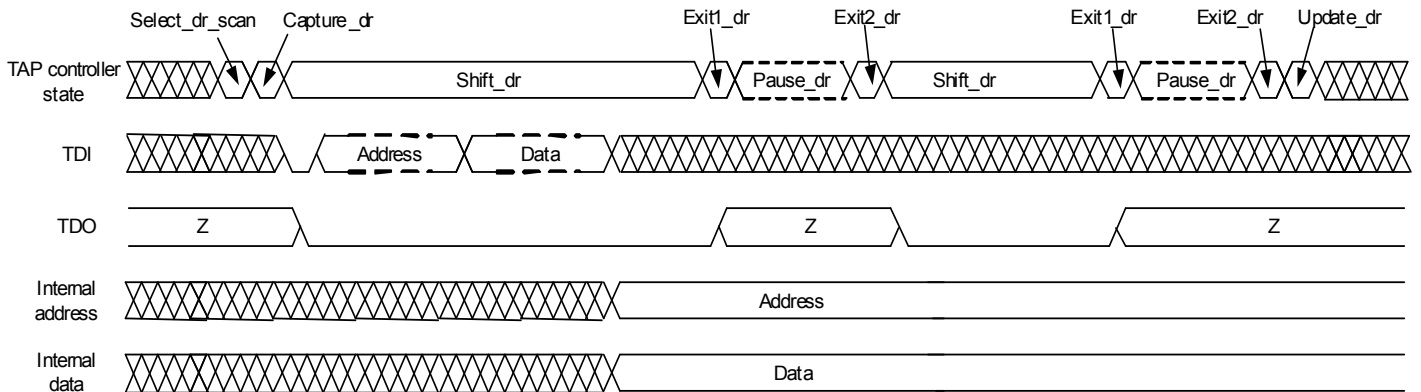 Select_dr_scan Capture_dr Exit1_dr Exit2_dr Exit1_dr Exit2_dr Update_dr
TAP controller
state
Shift_dr Pause_dr Shift_dr Pause_dr
TDI
Address Data
TDO
Z Z Z
Internal
address
Address
Internal
data
Data